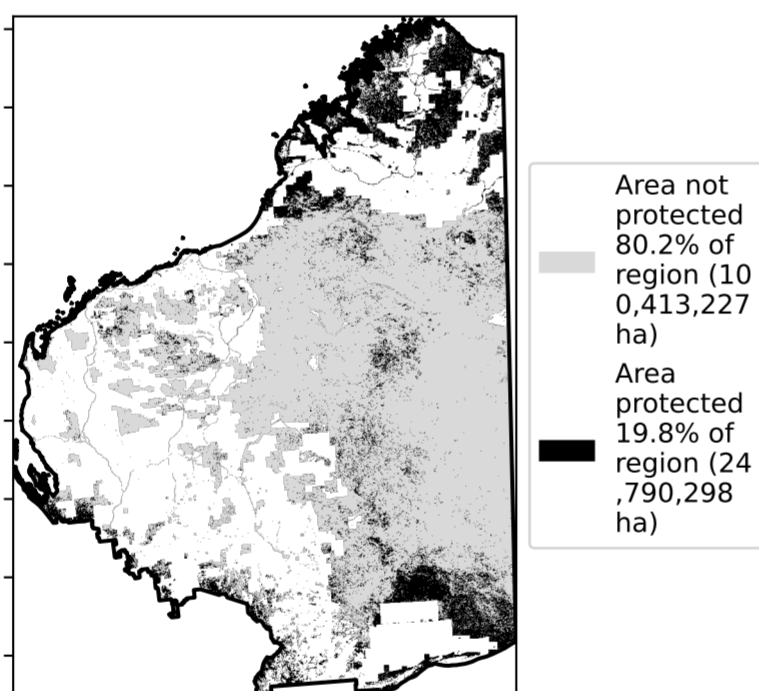 Area not
protected
80.2% of
region (10
0,413,227
ha)
Area
protected
19.8% of
region (24
,790,298
ha)